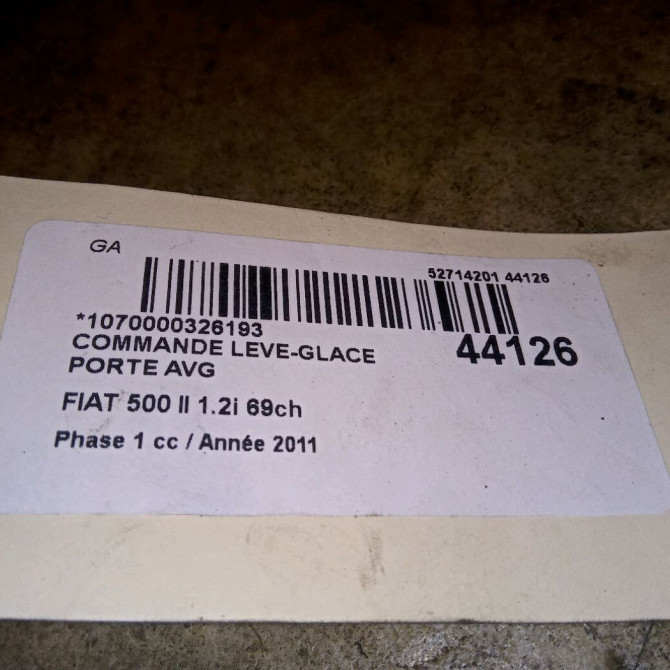 GA
52714201 44126
*1070000326193
44126
COMMANDE LEVE-GLACE
PORTE AVG
FIAT 500 II 1.2i 69ch
Phase 1 cc / Année 2011